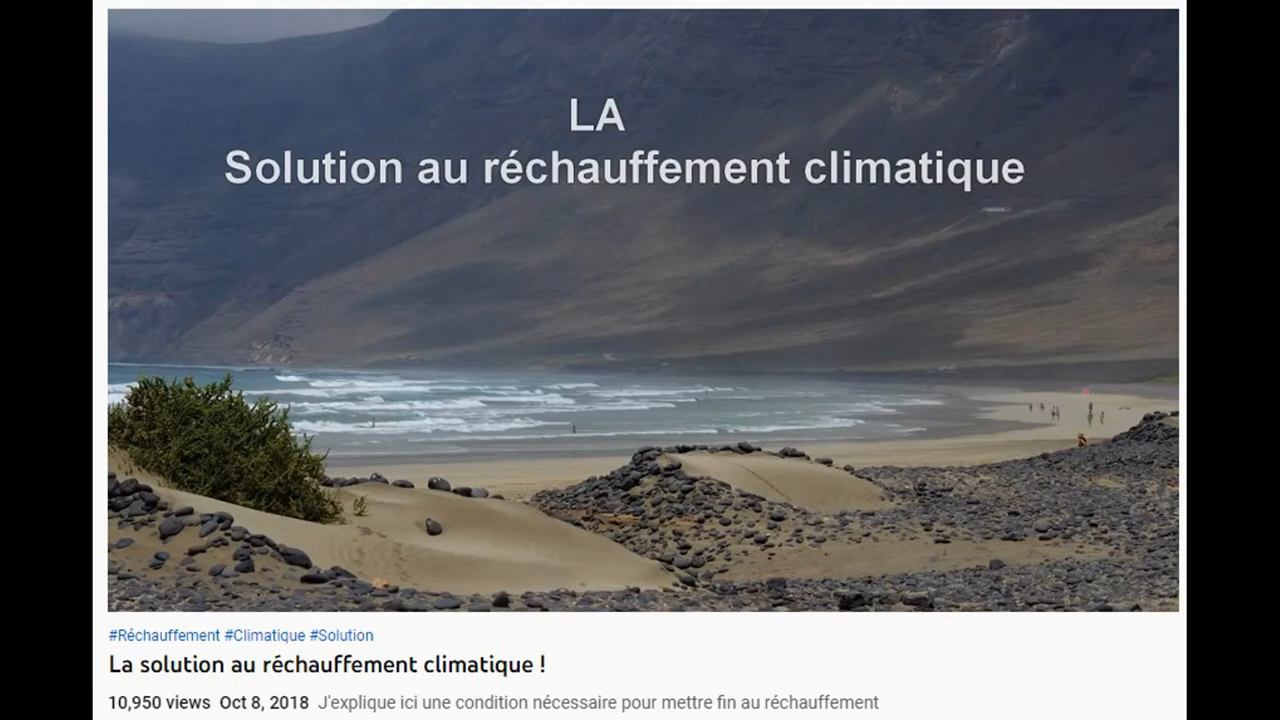 LA
Solution au réchauffement climatique
#Réchauffement #Climatique #Solution
La solution au réchauffement climatique !
10,950 views Oct 8, 2018 J'explique ici une condition nécessaire pour mettre fin au réchauffement